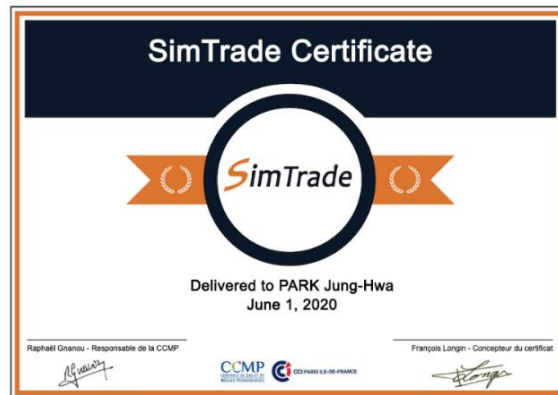 SimTrade Certificate
SimTrade
Delivered to PARK Jung-Hwa
June 1, 2020
Raphaël Gnanou - Responsable de la CCMP
François Longin - Concepteur du certificat
CCMP
CCI PARIS ILE-DE-FRANCE